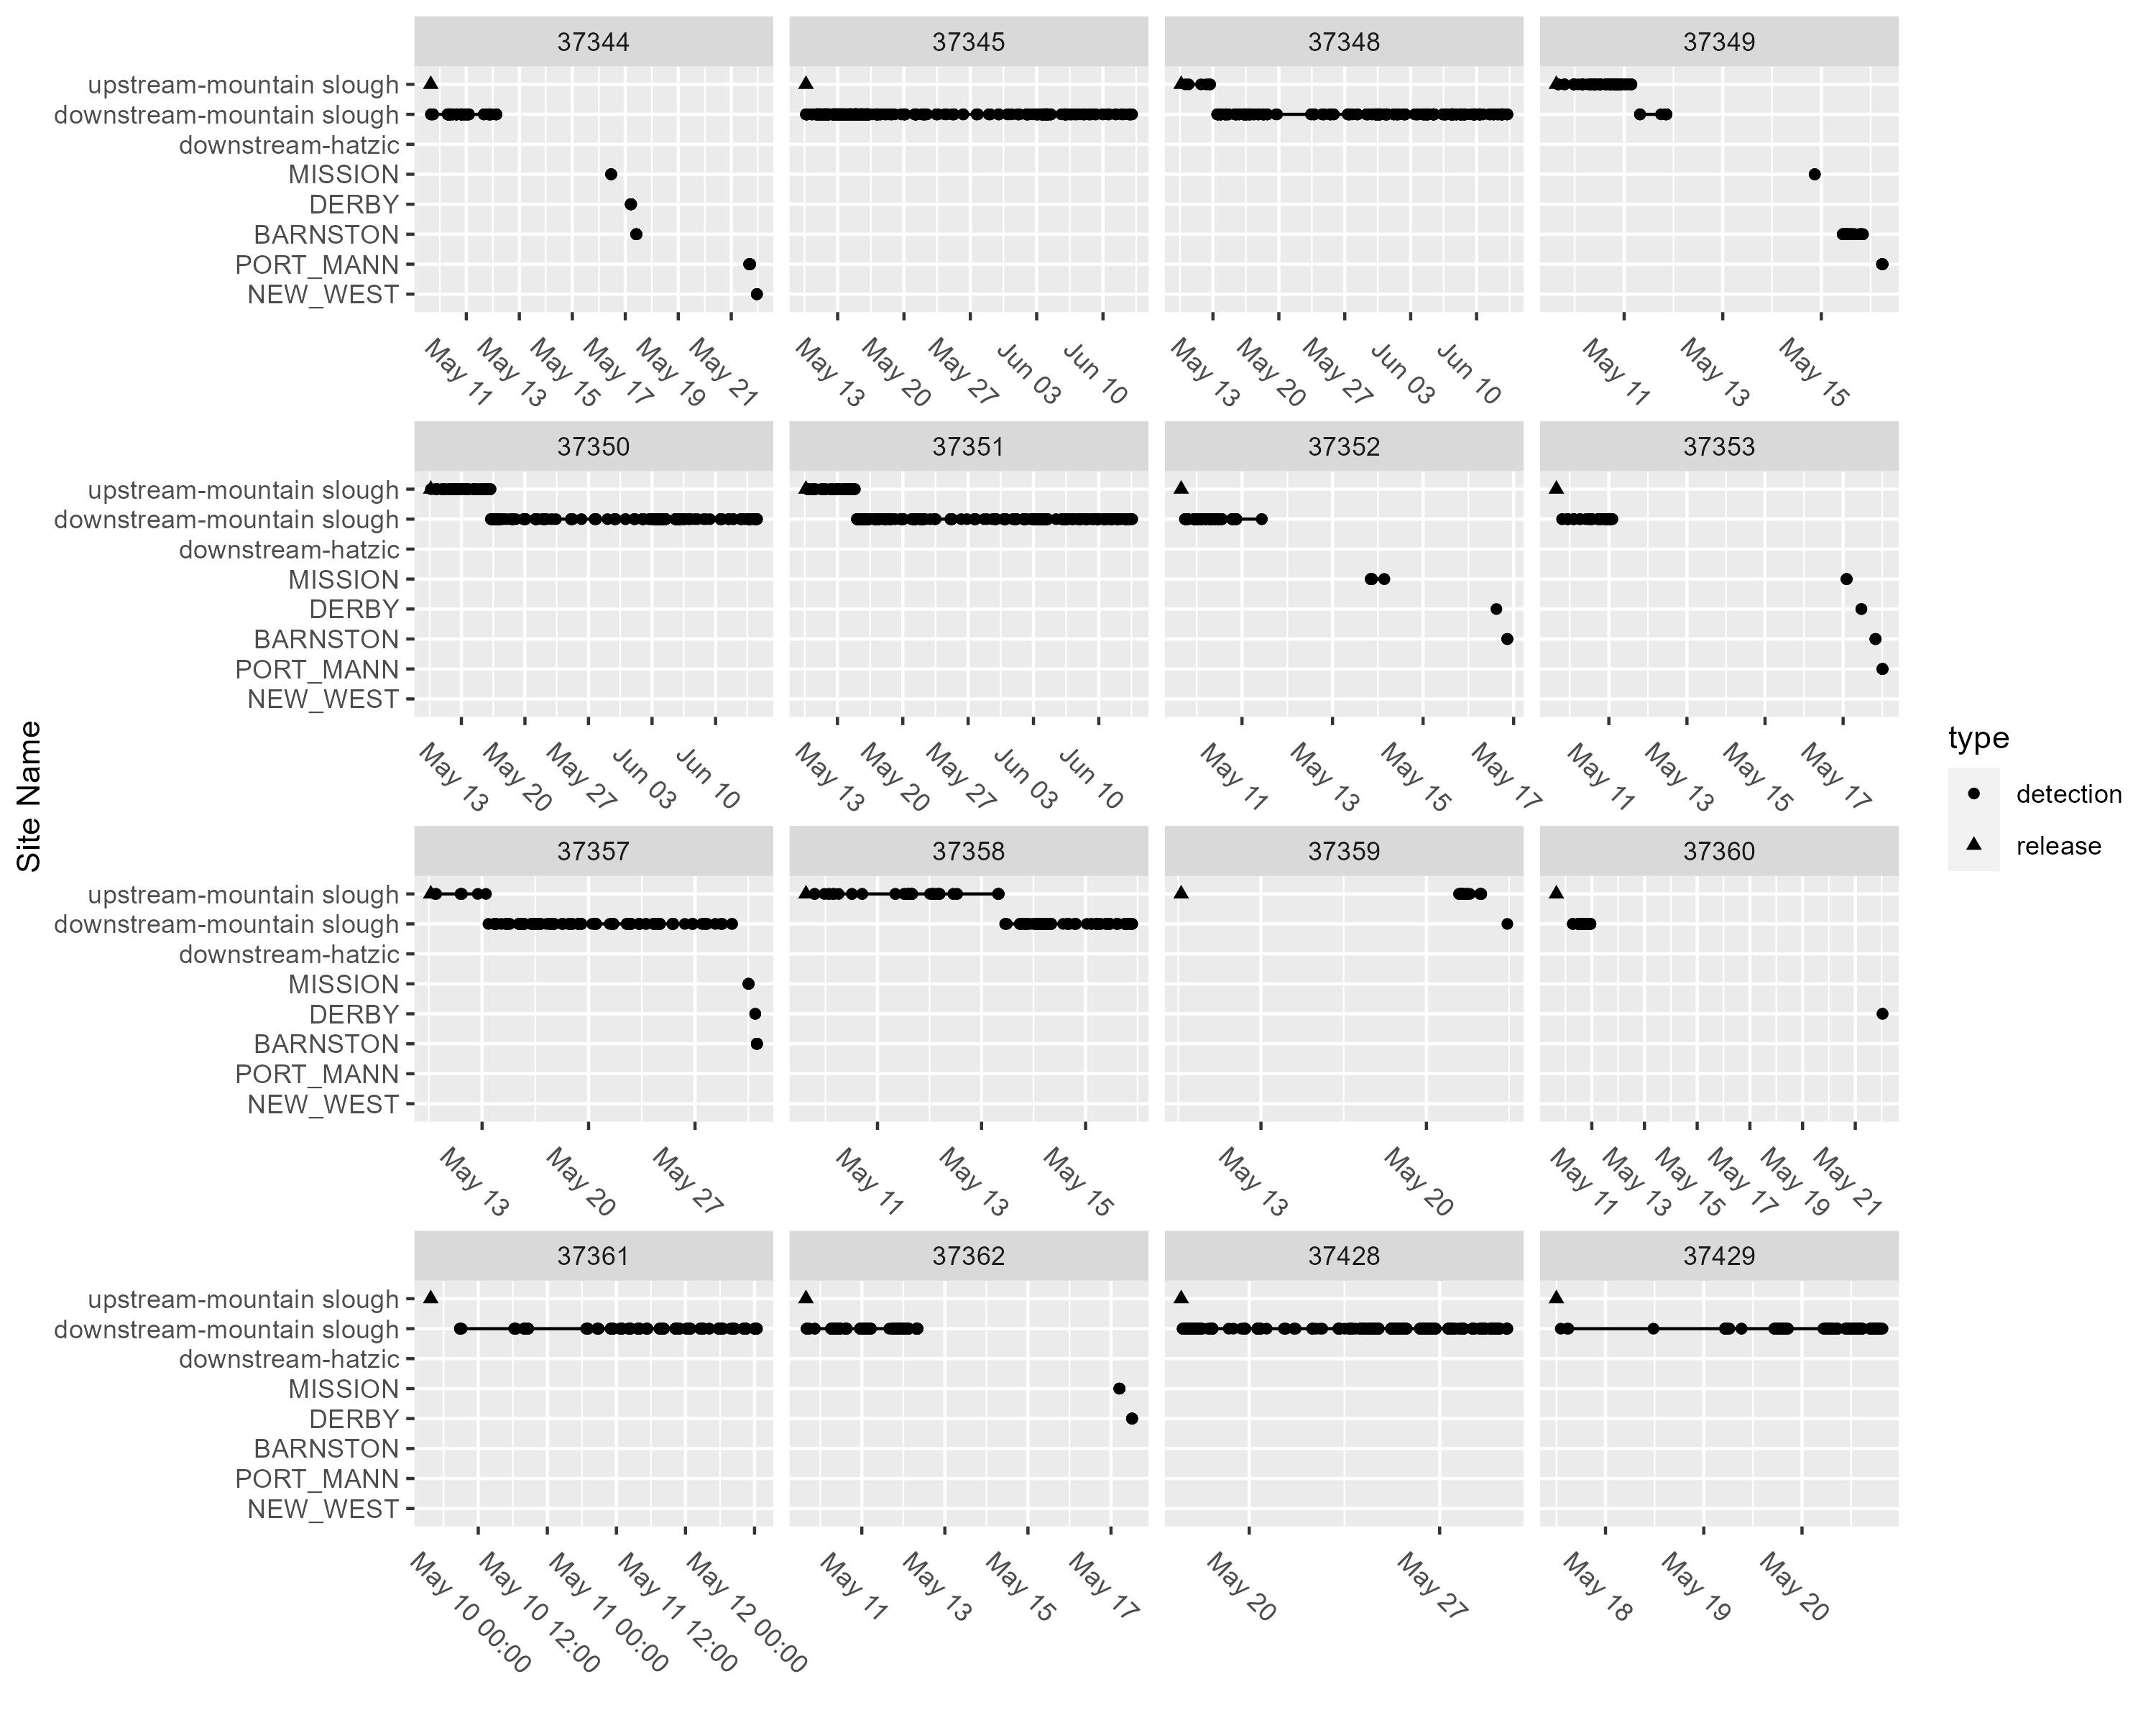 37344 37345 37348 37349
upstream-mountain slough
downstream-mountain slough
downstream-hatzic
MISSION
DERBY
BARNSTON
PORT_MANN
NEW_WEST
May 11 May 13 May 15 May 17 May 19 May 21 May 13 May 20 May 27 Jun 03 Jun 10 May 13 May 20 May 27 Jun 03 Jun 10 May 11 May 13 May 15
37350 37351 37352 37353
upstream-mountain slough
downstream-mountain slough
downstream-hatzic
MISSION
DERBY
BARNSTON
PORT_MANN
NEW_WEST
May 13 May 20 May 27 Jun 03 Jun 10 May 13 May 20 May 27 Jun 03 Jun 10 May 11 May 13 May 15 May 17 May 11 May 13 May 15 May 17
Site Name
type
detection
release
37357 37358 37359 37360
upstream-mountain slough
downstream-mountain slough
downstream-hatzic
MISSION
DERBY
BARNSTON
PORT_MANN
NEW_WEST
May 13 May 20 May 27 May 11 May 13 May 15 May 13 May 20 May 11 May 13 May 15 May 17 May 19 May 21
37361 37362 37428 37429
upstream-mountain slough
downstream-mountain slough
downstream-hatzic
MISSION
DERBY
BARNSTON
PORT_MANN
NEW_WEST
May 10 00:00 May 10 12:00 May 11 00:00 May 11 12:00 May 12 00:00 May 11 May 13 May 15 May 17 May 20 May 27 May 18 May 19 May 20